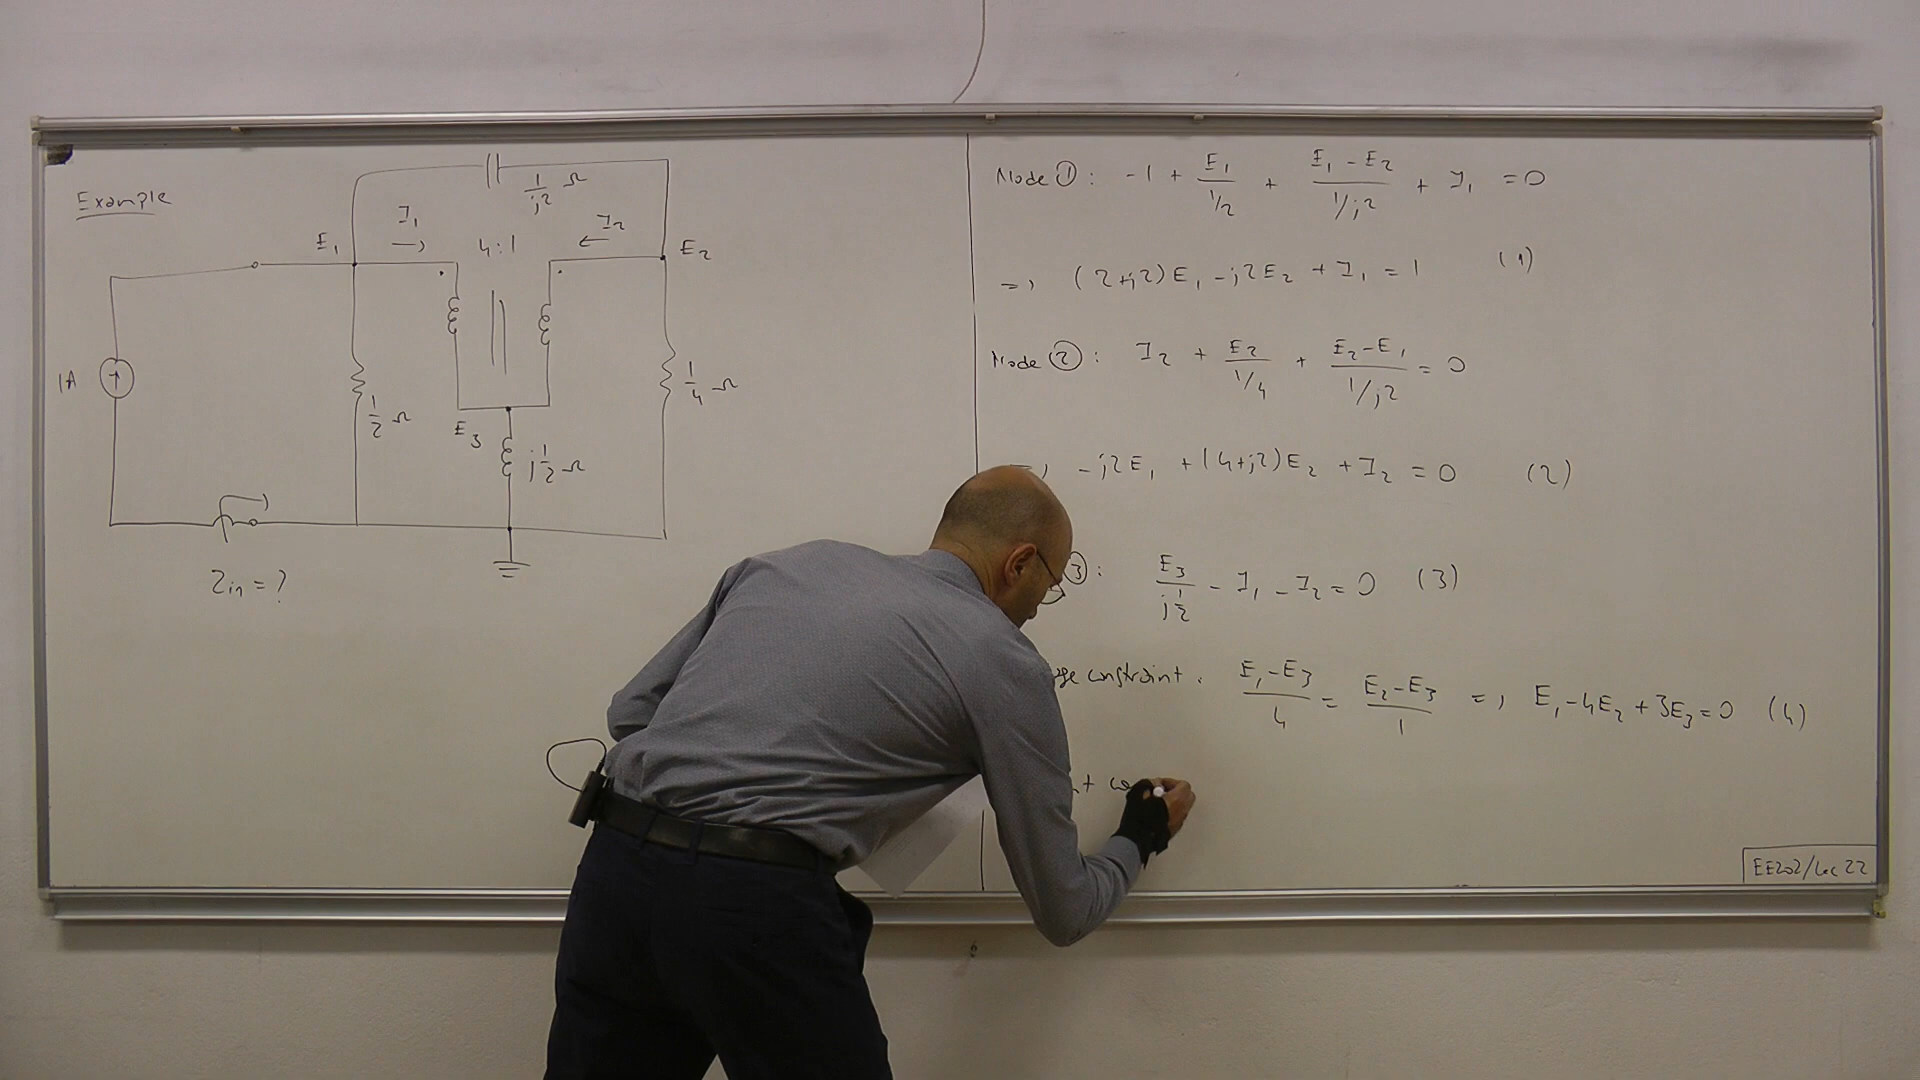 Example
1/j2 Ω
I1
I2
4:1
E1
E2
1A
1/2 Ω
1/4 Ω
E3
j1/2 Ω
Zin = ?
Node ①: -1 + E1/(1/2) + (E1 - E2)/(1/j2) + I1 = 0
=> (2+j2)E1 - j2E2 + I1 = 1 (1)
Node ②: I2 + E2/(1/4) + (E2-E1)/(1/j2) = 0
-j2E1 + (4+j2)E2 + I2 = 0 (2)
③: E3/(j1/2) - I1 - I2 = 0 (3)
constraint: (E1-E3)/4 = (E2-E3)/1 => E1-4E2+3E3=0 (4)
EE202/Lec 22